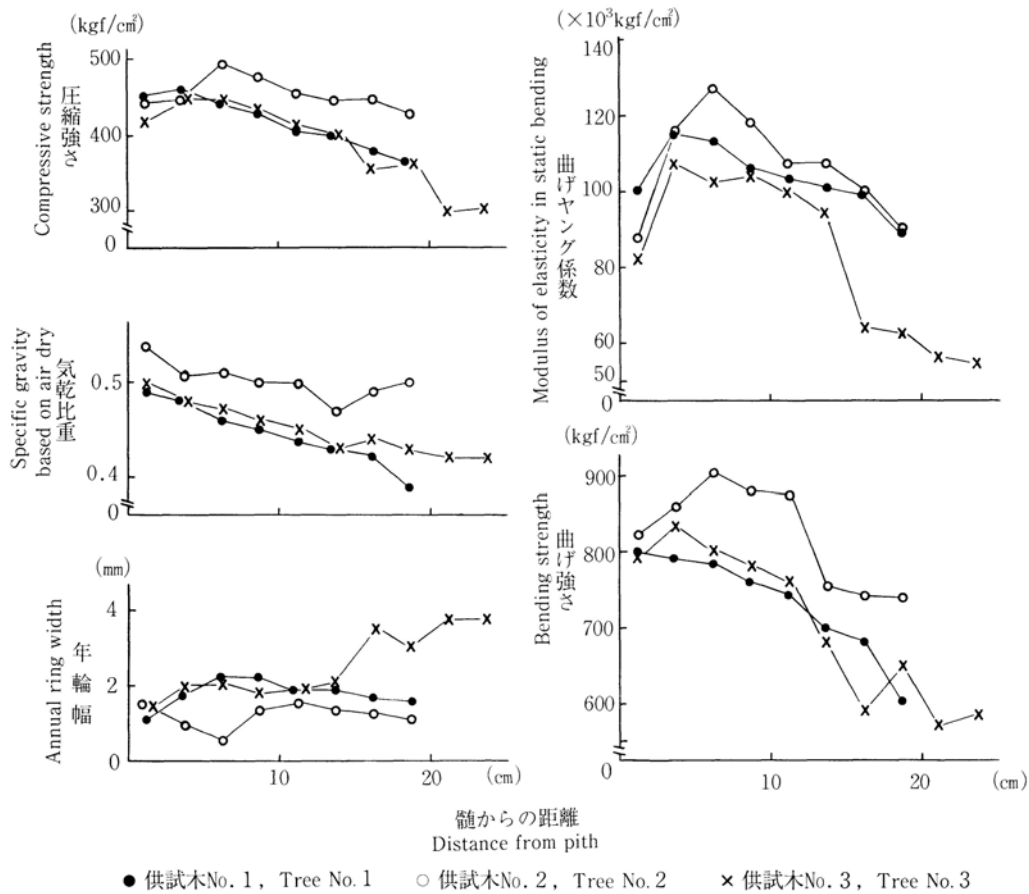 (kgf/cm²)
Compressive strength
圧縮強さ
500
400
300
0
Specific gravity
based on air dry
気乾比重
0.5
0.4
0
(mm)
Annual ring width
年輪幅
4
2
0
10
20
(cm)
(×10³kgf/cm²)
Modulus of elasticity in static bending
曲げヤング係数
140
120
100
80
60
50
0
(kgf/cm²)
Bending strength
曲げ強さ
900
800
700
600
0
10
20
(cm)
髄からの距離
Distance from pith
● 供試木No.1, Tree No.1 ○ 供試木No.2, Tree No.2 × 供試木No.3, Tree No.3